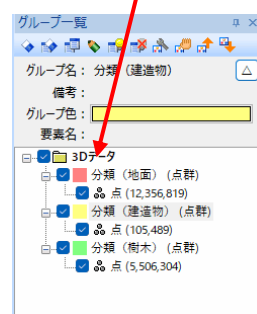 グループ一覧
グループ名： 分類（建造物）
備考：
グループ色：
要素名：
3Dデータ
分類（地面）（点群）
点 (12,356,819)
分類（建造物）（点群）
点 (105,489)
分類（樹木）（点群）
点 (5,506,304)